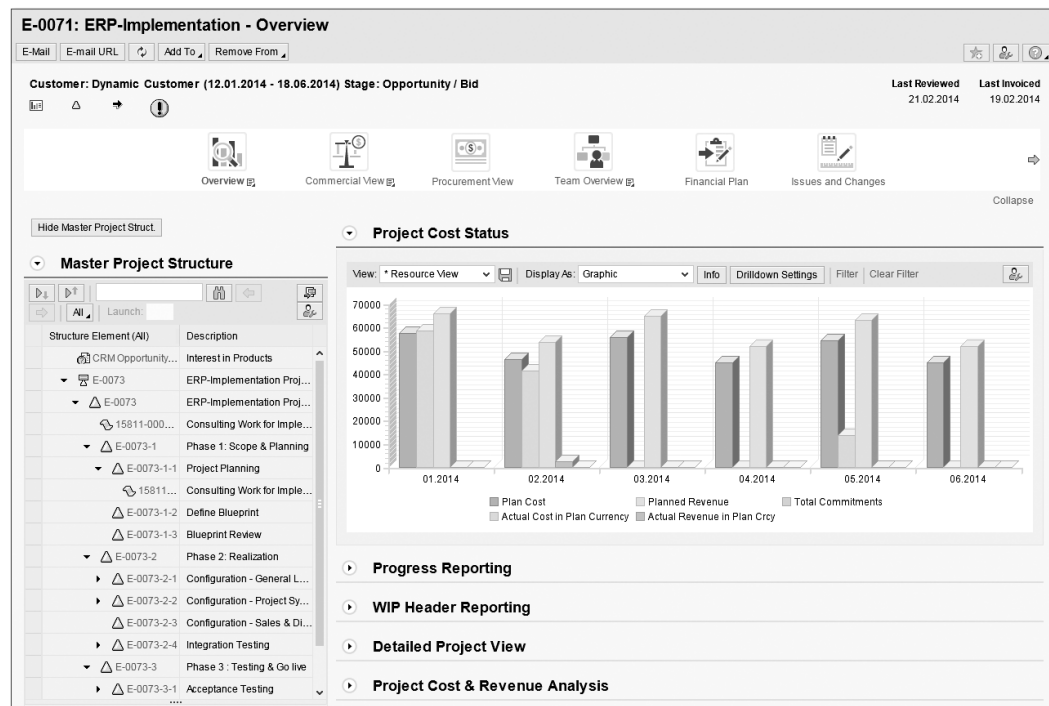 E-0071: ERP-Implementation - Overview
E-Mail E-mail URL Add To Remove From
Customer: Dynamic Customer (12.01.2014 - 18.06.2014) Stage: Opportunity / Bid
Last Reviewed Last Invoiced
21.02.2014 19.02.2014
Overview Commercial View Procurement View Team Overview Financial Plan Issues and Changes
Collapse
Hide Master Project Struct.
Master Project Structure
All Launch:
Structure Element (All) Description
CRM Opportunity... Interest in Products
E-0073 ERP-Implementation Proj...
E-0073 ERP-Implementation Proj...
15811-000... Consulting Work for Imple...
E-0073-1 Phase 1: Scope & Planning
E-0073-1-1 Project Planning
15811... Consulting Work for Imple...
E-0073-1-2 Define Blueprint
E-0073-1-3 Blueprint Review
E-0073-2 Phase 2: Realization
E-0073-2-1 Configuration - General L...
E-0073-2-2 Configuration - Project Sy...
E-0073-2-3 Configuration - Sales & Di...
E-0073-2-4 Integration Testing
E-0073-3 Phase 3 : Testing & Go live
E-0073-3-1 Acceptance Testing
Project Cost Status
View: * Resource View Display As: Graphic Info Drilldown Settings Filter Clear Filter
70000
60000
50000
40000
30000
20000
10000
0
01.2014 02.2014 03.2014 04.2014 05.2014 06.2014
Plan Cost Planned Revenue Total Commitments
Actual Cost in Plan Currency Actual Revenue in Plan Crcy
Progress Reporting
WIP Header Reporting
Detailed Project View
Project Cost & Revenue Analysis